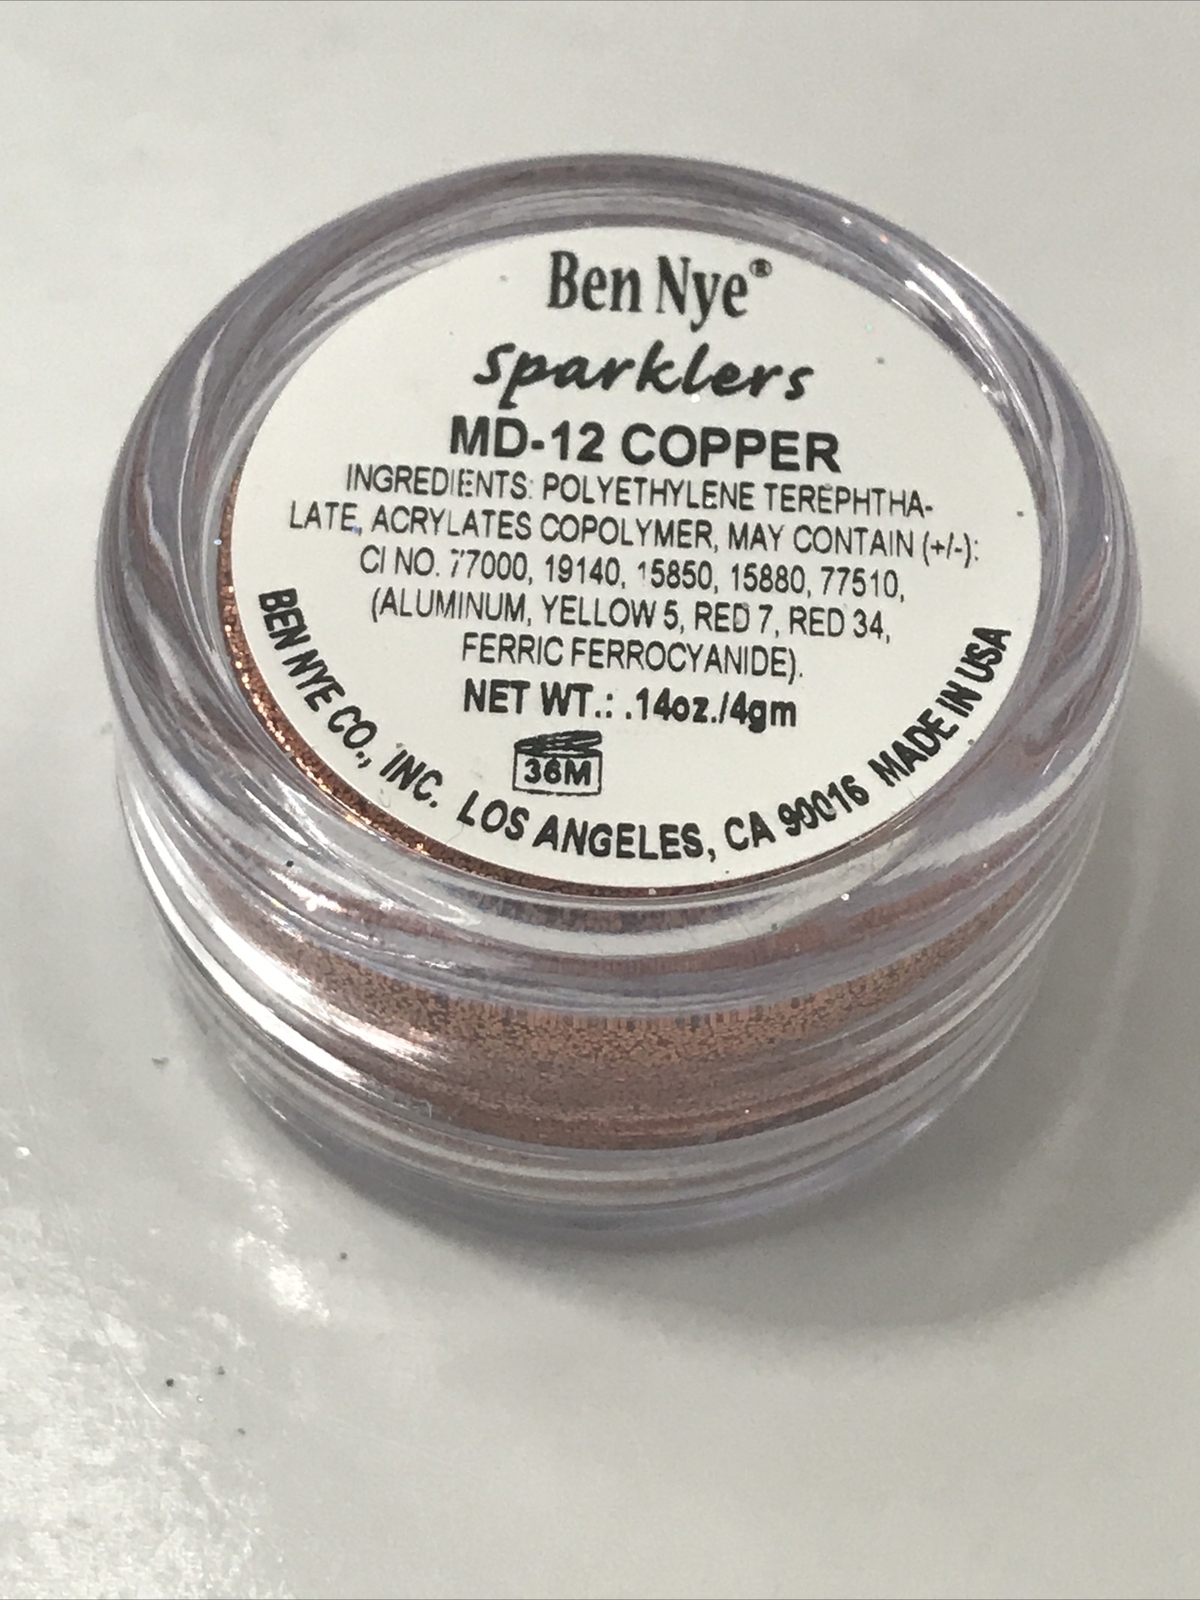 Ben Nye®
Sparklers
MD-12 COPPER
INGREDIENTS: POLYETHYLENE TEREPHTHA-
LATE, ACRYLATES COPOLYMER, MAY CONTAIN (+/-):
CI NO. 77000, 19140, 15850, 15880, 77510,
(ALUMINUM, YELLOW 5, RED 7, RED 34,
FERRIC FERROCYANIDE).
NET WT.: .14oz./4gm
36M
BEN NYE CO., INC. LOS ANGELES, CA 90016 MADE IN USA